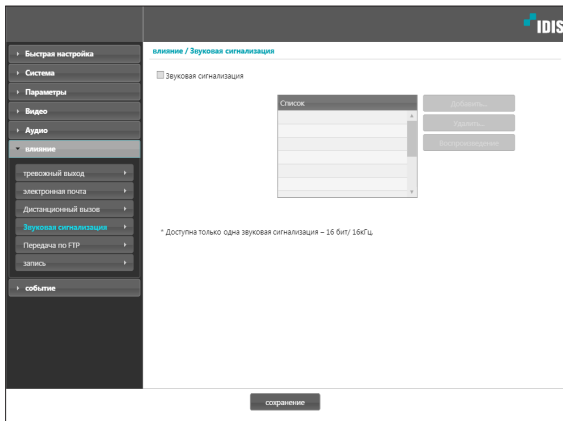 IDIS
Быстрая настройка
Система
Параметры
Видео
Аудио
влияние
тревожный выход
электронная почта
Дистанционный вызов
Звуковая сигнализация
Передача по FTP
запись
событие
влияние / Звуковая сигнализация
Звуковая сигнализация
Список
Добавить...
Удалить...
Воспроизведение
* Доступна только одна звуковая сигнализация – 16 бит/ 16кГц.
сохранение